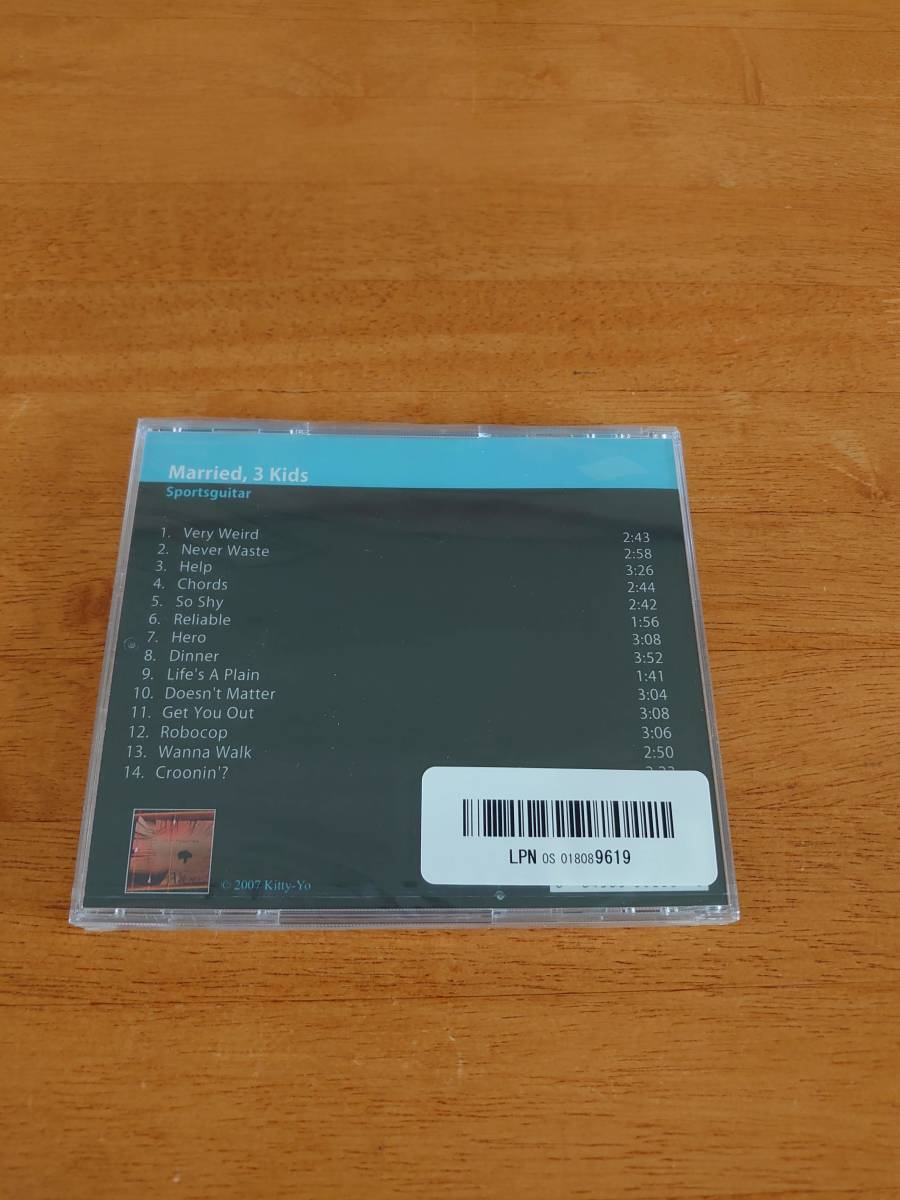 Married, 3 Kids
Sportsguitar
1. Very Weird 2:43
2. Never Waste 2:58
3. Help 3:26
4. Chords 2:44
5. So Shy 2:42
6. Reliable 1:56
7. Hero 3:08
8. Dinner 3:52
9. Life's A Plain 1:41
10. Doesn't Matter 3:04
11. Get You Out 3:08
12. Robocop 3:06
13. Wanna Walk 2:50
14. Croonin'?
LPN OS 018089619
© 2007 Kitty-Yo